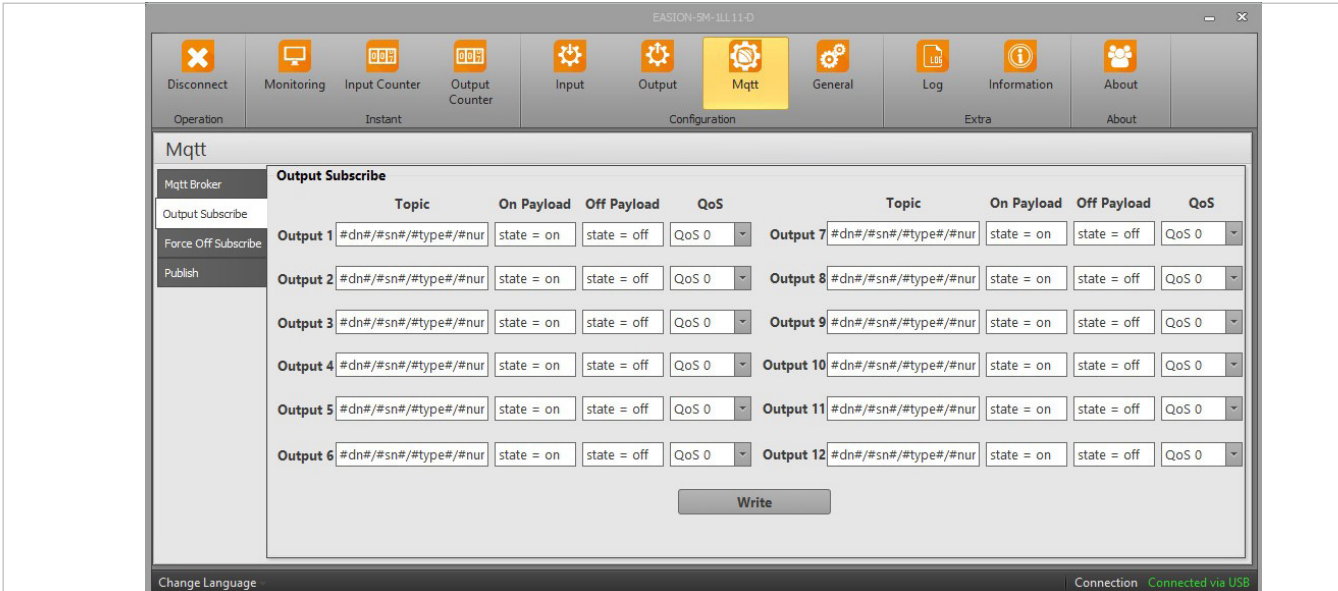 EASION-5M-1LL11-D
Disconnect Monitoring Input Counter Output Counter Input Output Mqtt General Log Information About
Operation Instant Configuration Extra About
Mqtt
Mqtt Broker
Output Subscribe
Force Off Subscribe
Publish
Output Subscribe
Topic On Payload Off Payload QoS Topic On Payload Off Payload QoS
Output 1 #dn#/#sn#/#type#/#nur state = on state = off QoS 0 Output 7 #dn#/#sn#/#type#/#nur state = on state = off QoS 0
Output 2 #dn#/#sn#/#type#/#nur state = on state = off QoS 0 Output 8 #dn#/#sn#/#type#/#nur state = on state = off QoS 0
Output 3 #dn#/#sn#/#type#/#nur state = on state = off QoS 0 Output 9 #dn#/#sn#/#type#/#nur state = on state = off QoS 0
Output 4 #dn#/#sn#/#type#/#nur state = on state = off QoS 0 Output 10 #dn#/#sn#/#type#/#nur state = on state = off QoS 0
Output 5 #dn#/#sn#/#type#/#nur state = on state = off QoS 0 Output 11 #dn#/#sn#/#type#/#nur state = on state = off QoS 0
Output 6 #dn#/#sn#/#type#/#nur state = on state = off QoS 0 Output 12 #dn#/#sn#/#type#/#nur state = on state = off QoS 0
Write
Change Language Connection Connected via USB